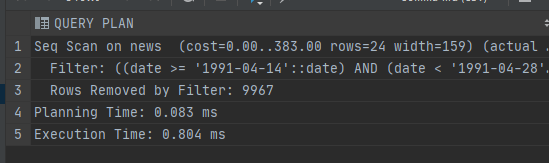 QUERY PLAN
1 Seq Scan on news (cost=0.00..383.00 rows=24 width=159) (actual
2 Filter: ((date >= '1991-04-14'::date) AND (date < '1991-04-28'
3 Rows Removed by Filter: 9967
4 Planning Time: 0.083 ms
5 Execution Time: 0.804 ms